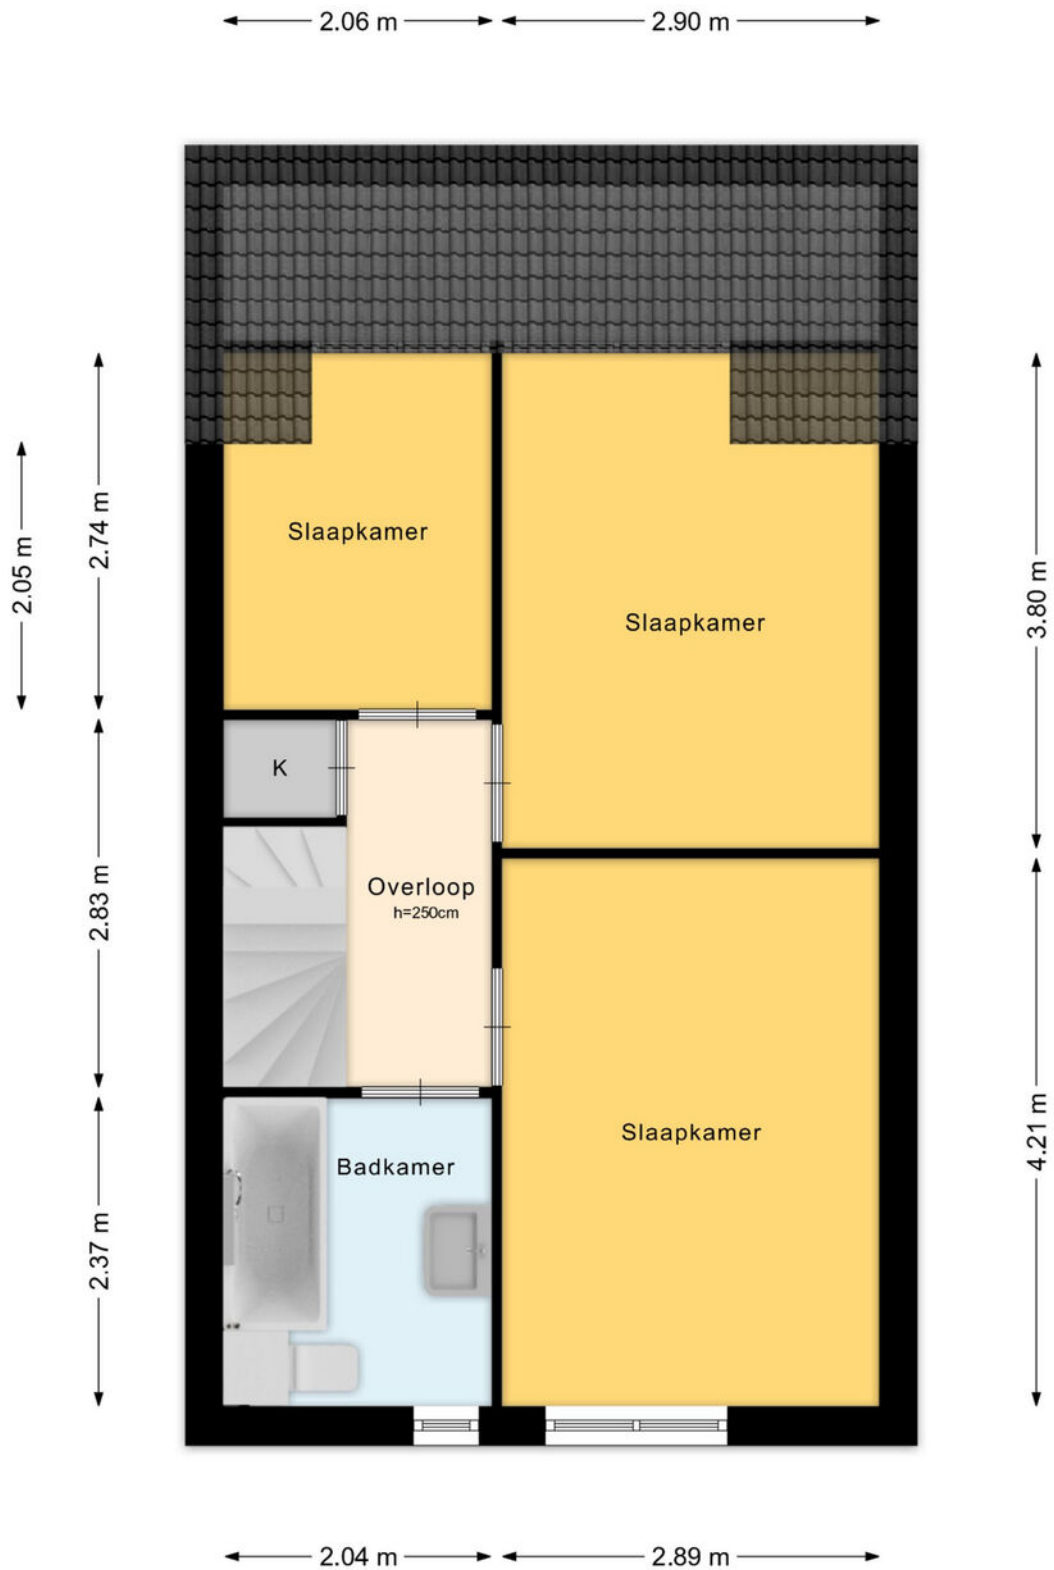 2.06 m
2.90 m
2.05 m
2.74 m
Slaapkamer
Slaapkamer
3.80 m
K
2.83 m
Overloop
h=250cm
Slaapkamer
4.21 m
Badkamer
2.37 m
2.04 m
2.89 m